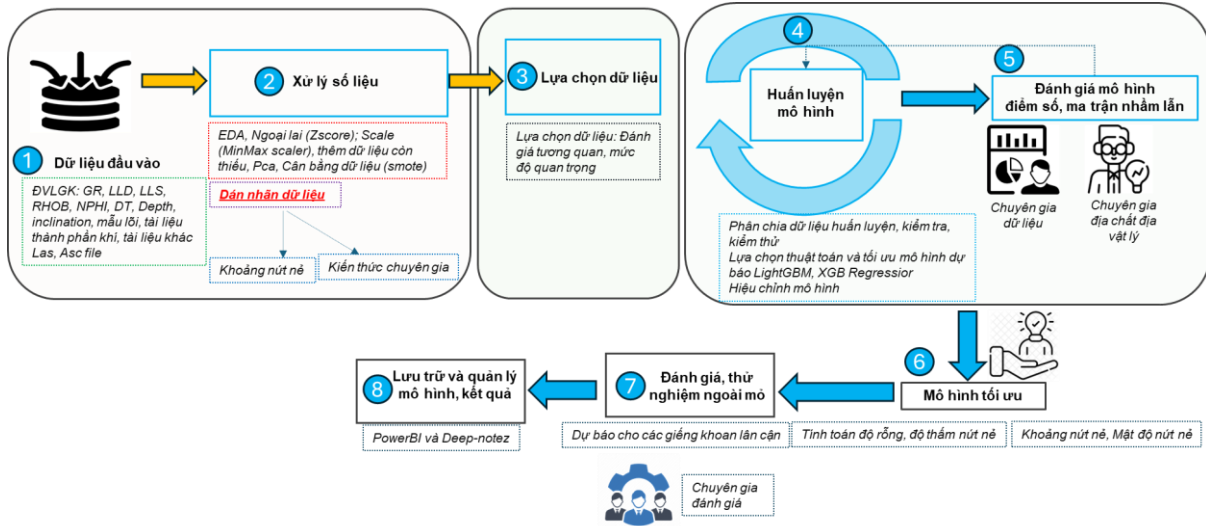 1
Dữ liệu đầu vào
ĐVLGK: GR, LLD, LLS,
RHOB, NPHI, DT, Depth,
inclination, mẫu lõi, tài liệu
thành phần khí, tài liệu khác
Las, Asc file
2
Xử lý số liệu
EDA, Ngoại lai (Zscore); Scale
(MinMax scaler), thêm dữ liệu còn
thiếu, Pca, Cân bằng dữ liệu (smote)
Dán nhãn dữ liệu
Khoảng nứt nẻ
Kiến thức chuyên gia
3
Lựa chọn dữ liệu
Lựa chọn dữ liệu: Đánh
giá tương quan, mức
độ quan trọng
4
Huấn luyện
mô hình
Phân chia dữ liệu huấn luyện, kiểm tra,
kiểm thử
Lựa chọn thuật toán và tối ưu mô hình dự
báo LightGBM, XGB Regressior
Hiệu chỉnh mô hình
5
Đánh giá mô hình
điểm số, ma trận nhầm lẫn
Chuyên gia
dữ liệu
Chuyên gia
địa chất địa
vật lý
6
Mô hình tối ưu
Tính toán độ rỗng, độ thấm nứt nẻ
Khoảng nứt nẻ, Mật độ nứt nẻ
7
Đánh giá, thử
nghiệm ngoài mỏ
Dự báo cho các giếng khoan lân cận
Chuyên gia
đánh giá
8
Lưu trữ và quản lý
mô hình, kết quả
PowerBI và Deep-notez